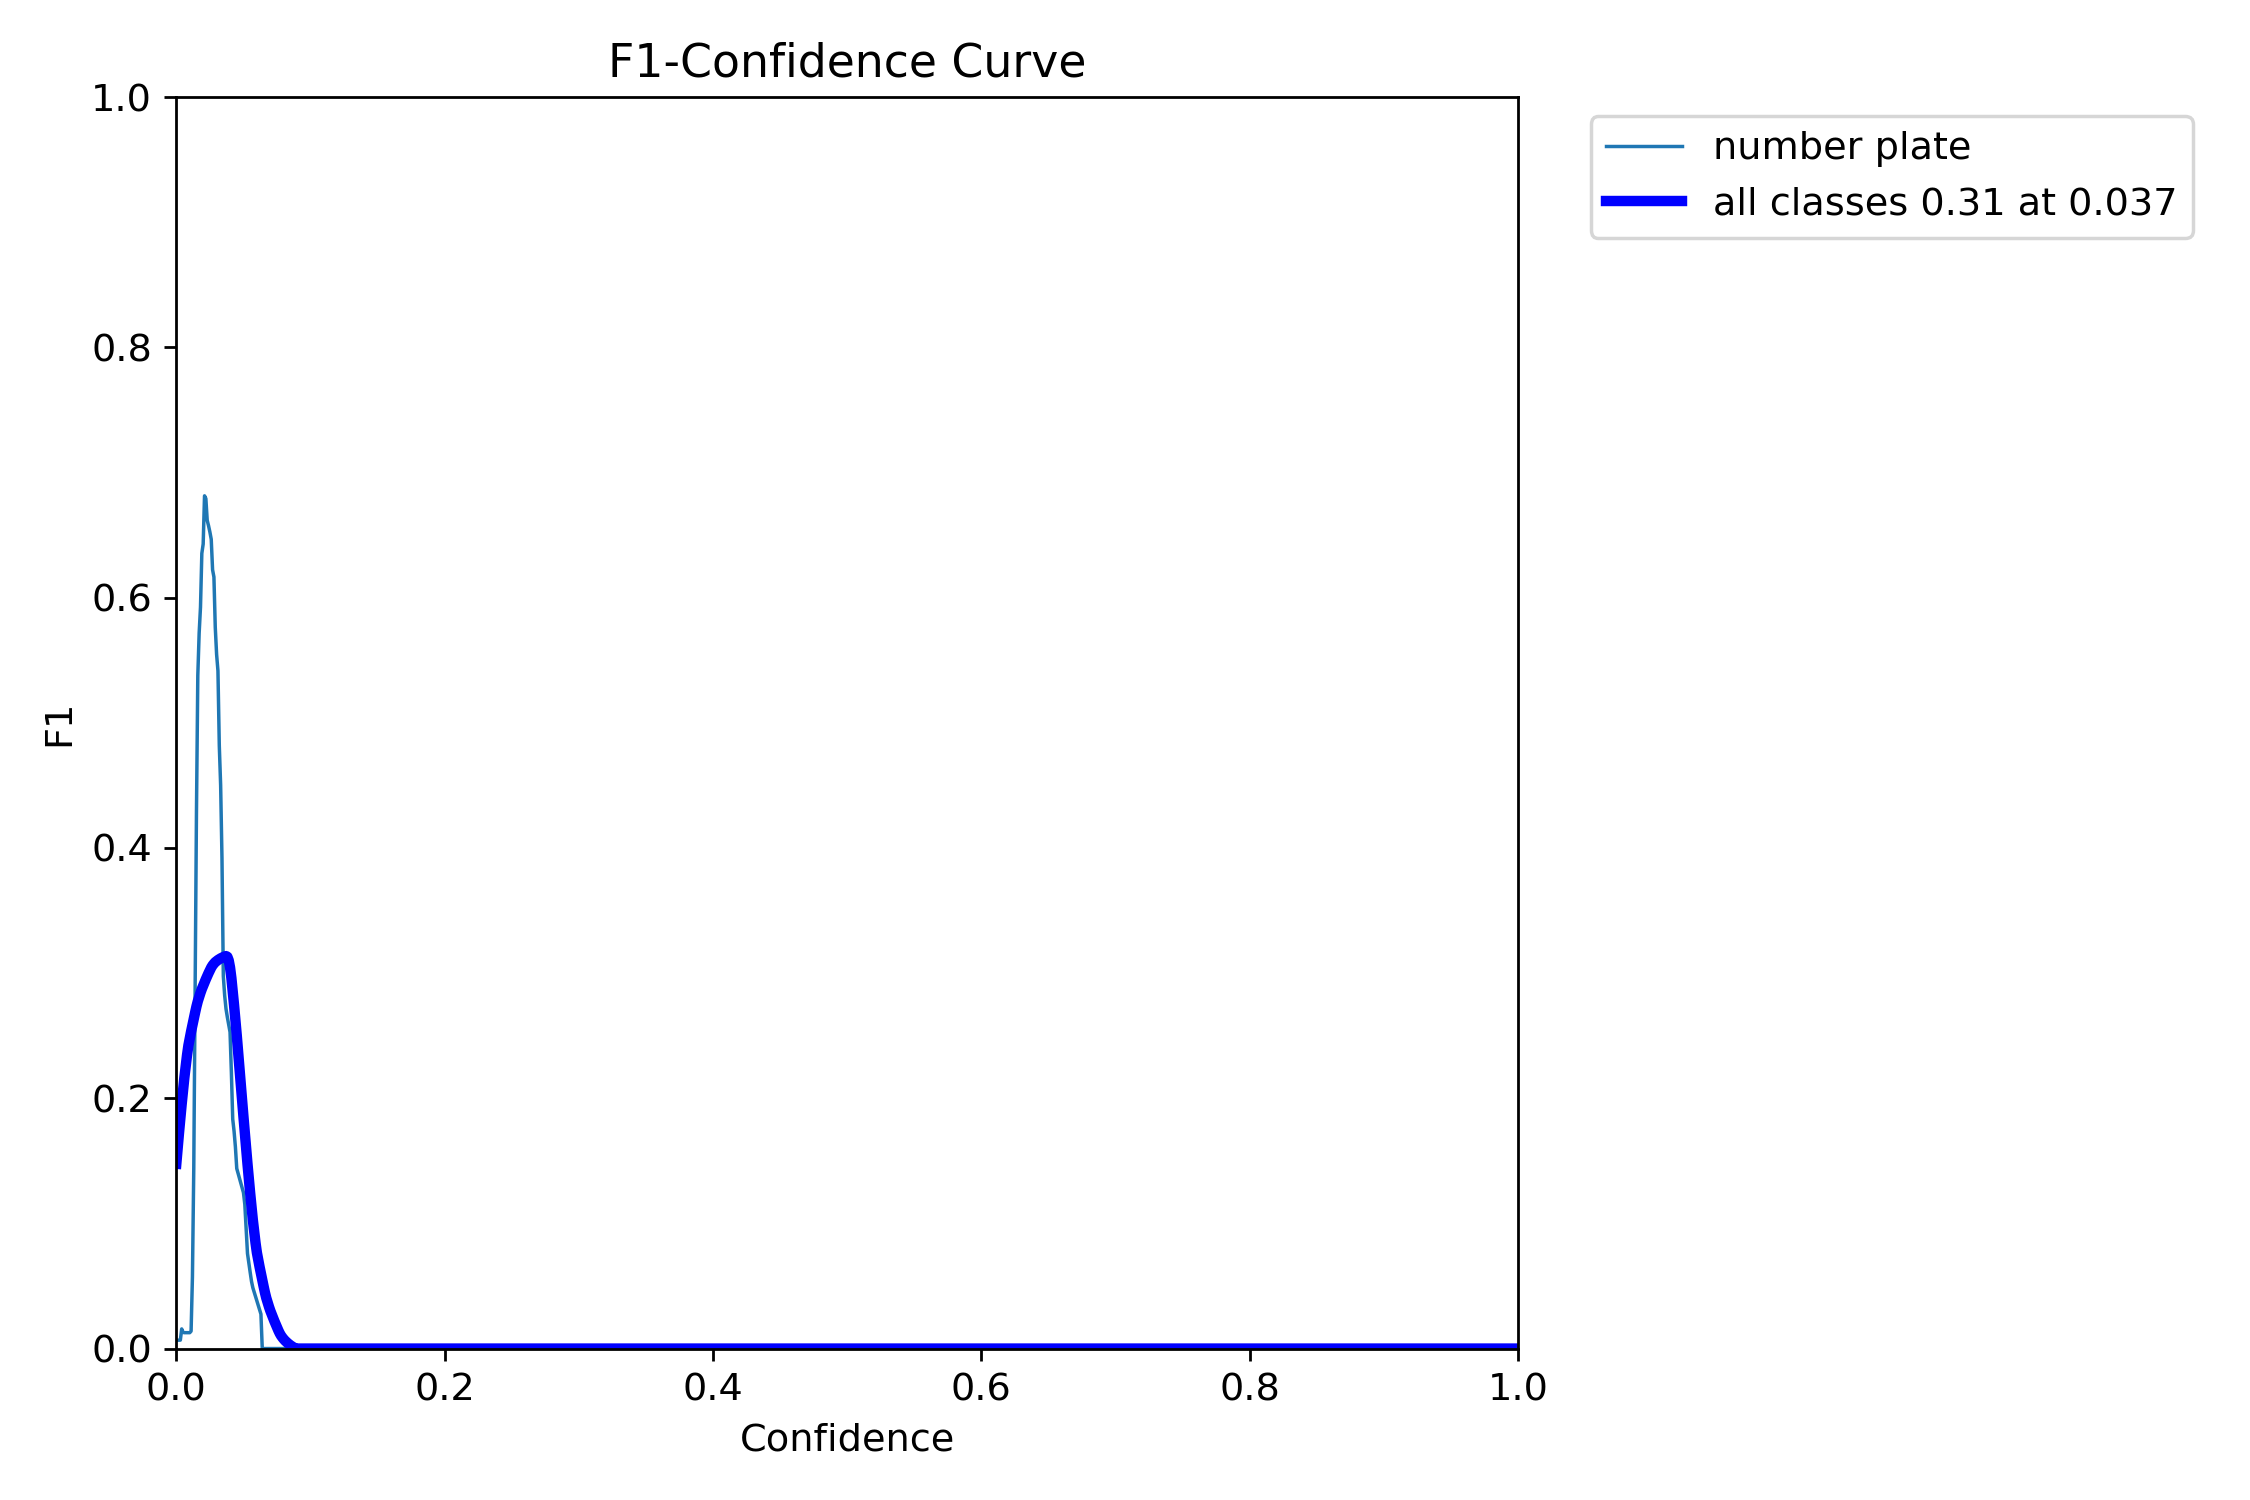 F1-Confidence Curve
1.0
0.8
0.6
0.4
0.2
0.0
F1
0.0 0.2 0.4 0.6 0.8 1.0
Confidence
number plate
all classes 0.31 at 0.037